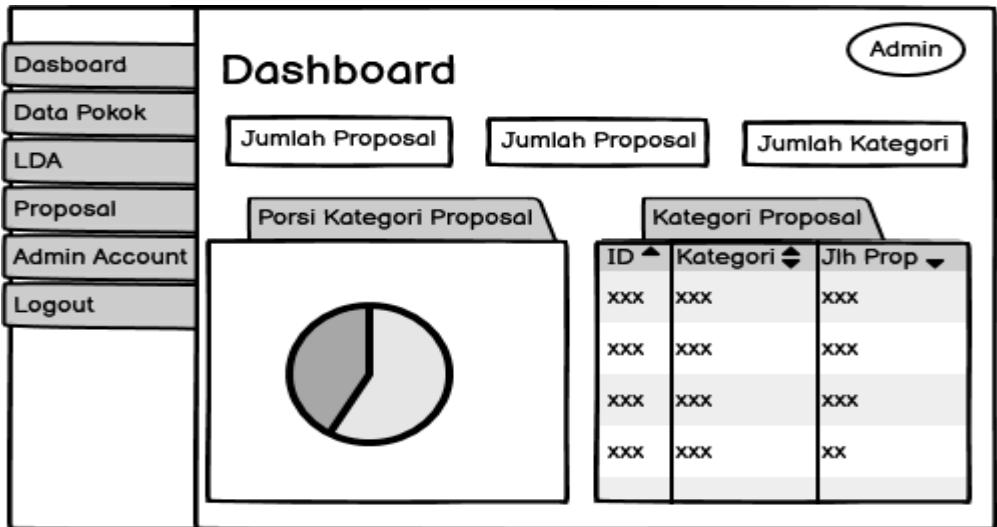 Dasboard
Data Pokok
LDA
Proposal
Admin Account
Logout
Dashboard
Admin
Jumlah Proposal
Jumlah Proposal
Jumlah Kategori
Porsi Kategori Proposal
Kategori Proposal
ID Kategori Jlh Prop
xxx xxx xxx
xxx xxx xxx
xxx xxx xxx
xxx xxx xx